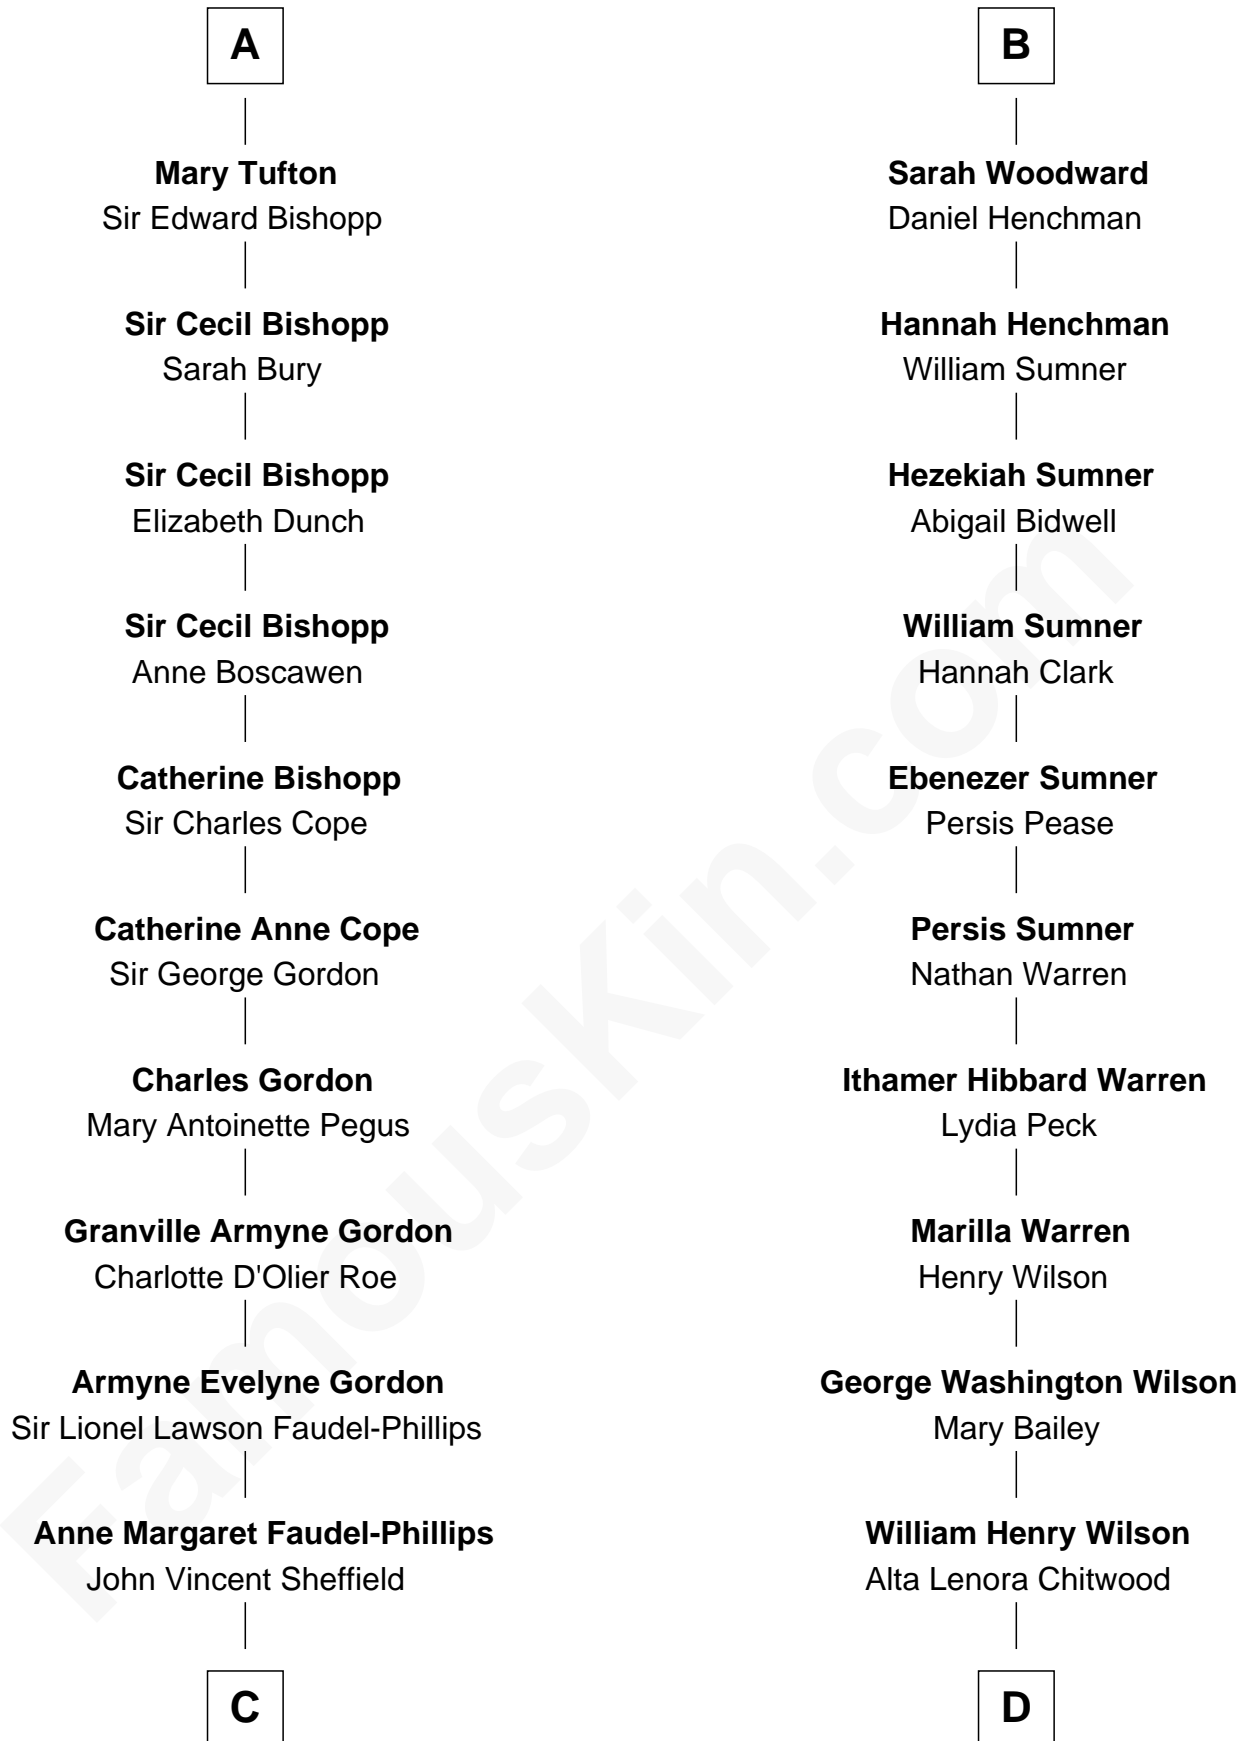 A
Mary Tufton
Sir Edward Bishopp
Sir Cecil Bishopp
Sarah Bury
Sir Cecil Bishopp
Elizabeth Dunch
Sir Cecil Bishopp
Anne Boscawen
Catherine Bishopp
Sir Charles Cope
Catherine Anne Cope
Sir George Gordon
Charles Gordon
Mary Antoinette Pegus
Granville Armyne Gordon
Charlotte D'Olier Roe
Armyne Evelyne Gordon
Sir Lionel Lawson Faudel-Phillips
Anne Margaret Faudel-Phillips
John Vincent Sheffield
C
B
Sarah Woodward
Daniel Henchman
Hannah Henchman
William Sumner
Hezekiah Sumner
Abigail Bidwell
William Sumner
Hannah Clark
Ebenezer Sumner
Persis Pease
Persis Sumner
Nathan Warren
Ithamer Hibbard Warren
Lydia Peck
Marilla Warren
Henry Wilson
George Washington Wilson
Mary Bailey
William Henry Wilson
Alta Lenora Chitwood
D
FamousKin.com